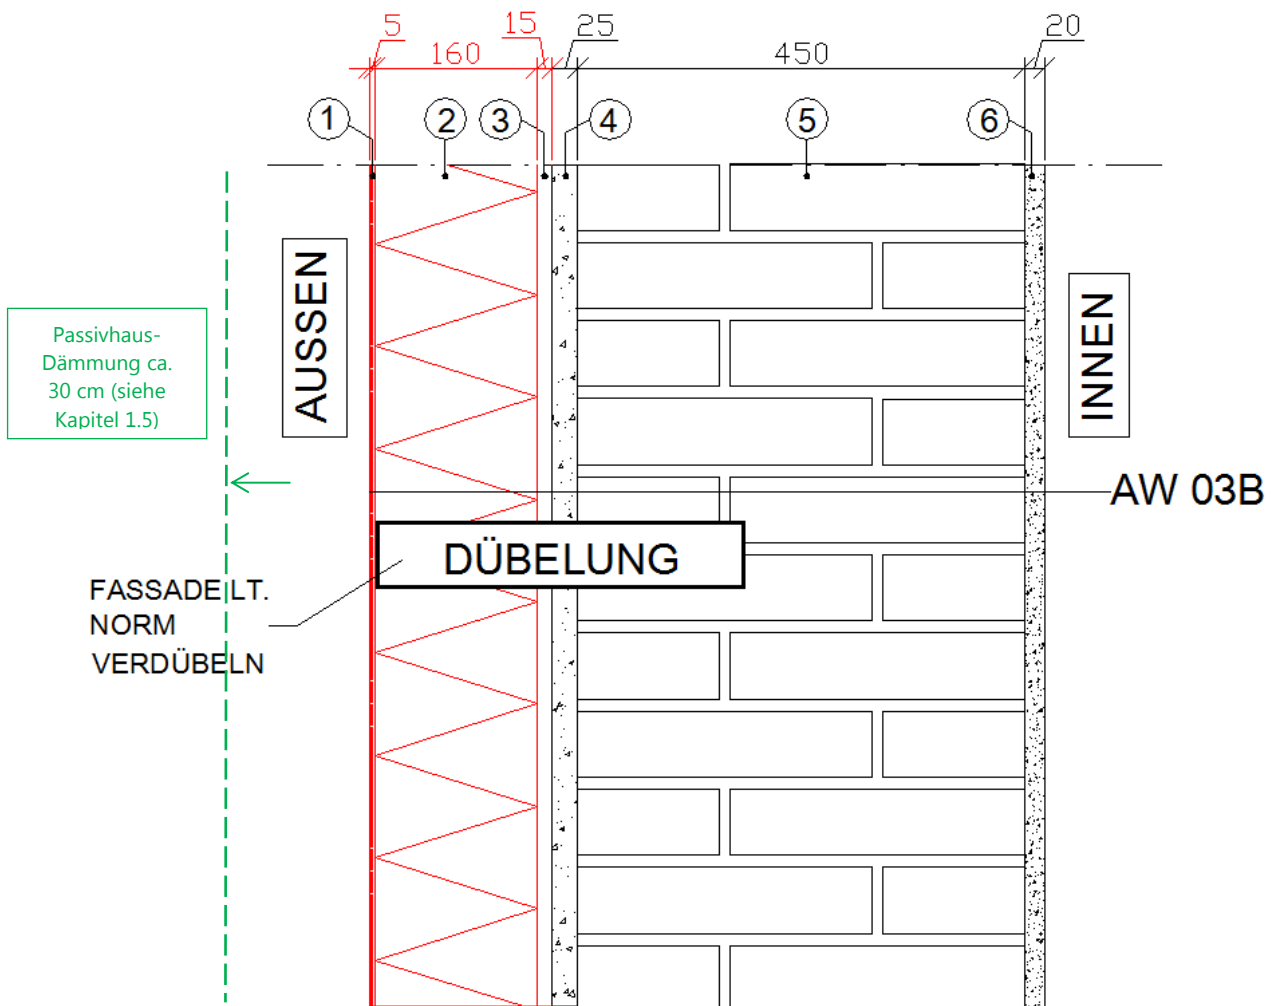 5
160
15
25
450
20
1
2
3
4
5
6
AUSSEN
INNEN
Passivhaus-
Dämmung ca.
30 cm (siehe
Kapitel 1.5)
AW 03B
DÜBELUNG
FASSADE LT.
NORM
VERDÜBELN